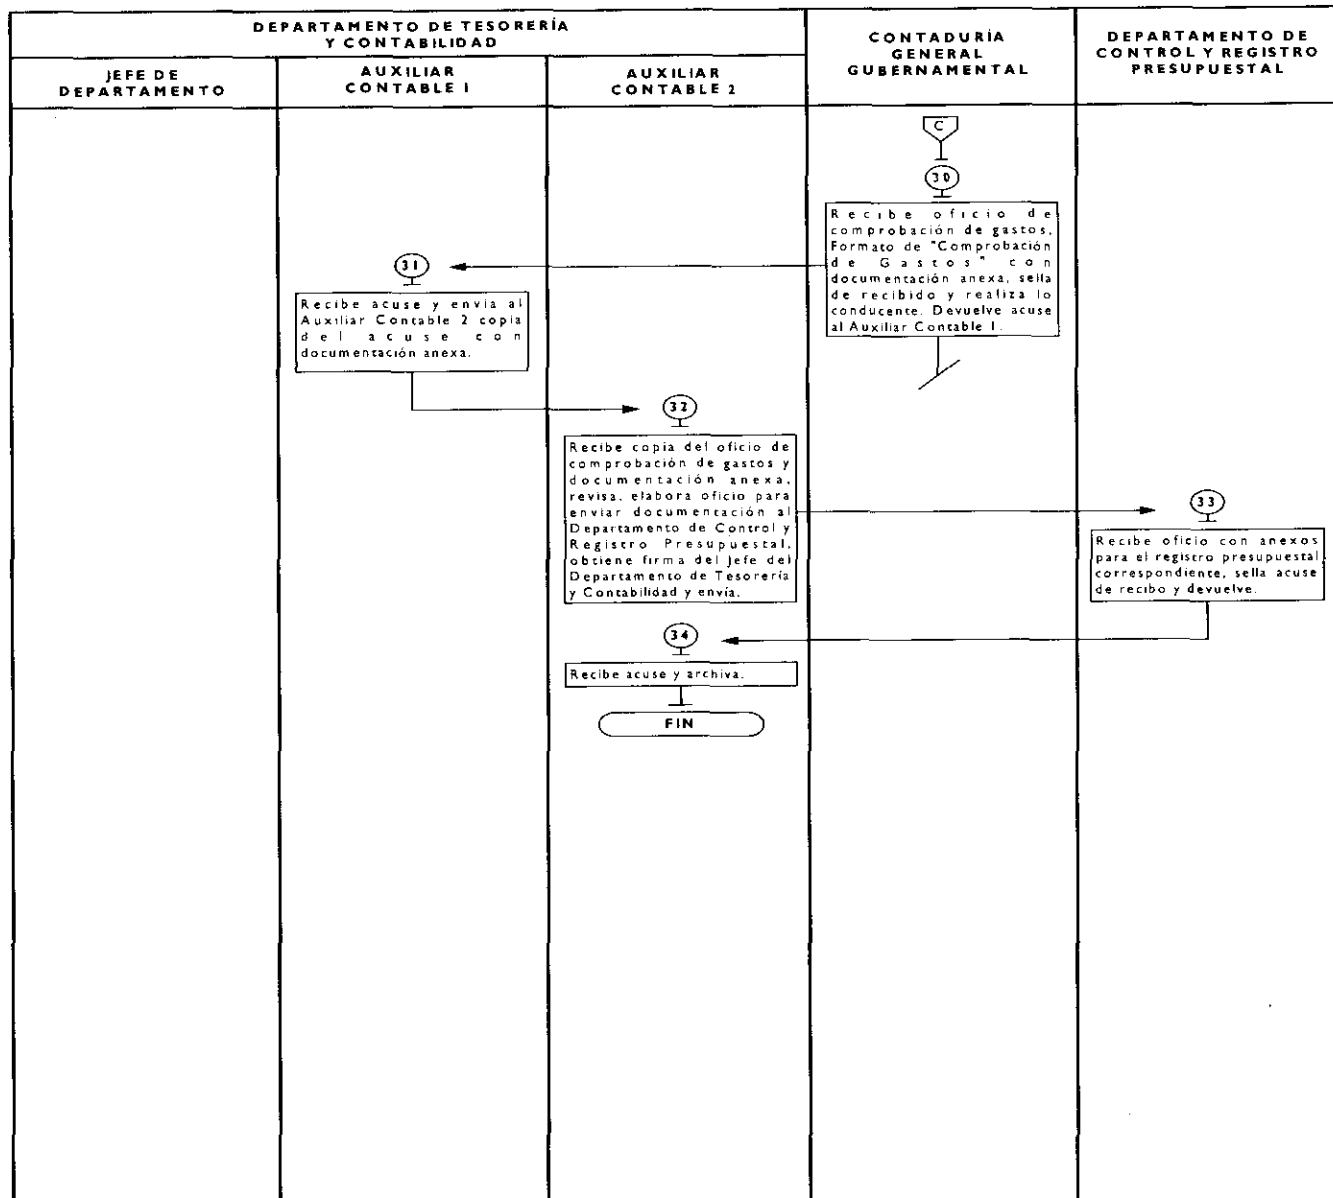 DEPARTAMENTO DE TESORERÍA
Y CONTABILIDAD
JEFE DE
DEPARTAMENTO
AUXILIAR
CONTABLE 1
AUXILIAR
CONTABLE 2
CONTADURÍA
GENERAL
GUBERNAMENTAL
DEPARTAMENTO DE
CONTROL Y REGISTRO
PRESUPUESTAL
C
30
Recibe oficio de
comprobación de gastos,
Formato de "Comprobación
de Gastos" con
documentación anexa, sella
de recibido y realiza lo
conducente. Devuelve acuse
al Auxiliar Contable 1.
31
Recibe acuse y envía al
Auxiliar Contable 2 copia
del acuse con
documentación anexa.
32
Recibe copia del oficio de
comprobación de gastos y
documentación anexa,
revisa, elabora oficio para
enviar documentación al
Departamento de Control y
Registro Presupuestal,
obtiene firma del Jefe del
Departamento de Tesorería
y Contabilidad y envía.
33
Recibe oficio con anexos
para el registro presupuestal
correspondiente, sella acuse
de recibo y devuelve.
34
Recibe acuse y archiva.
FIN